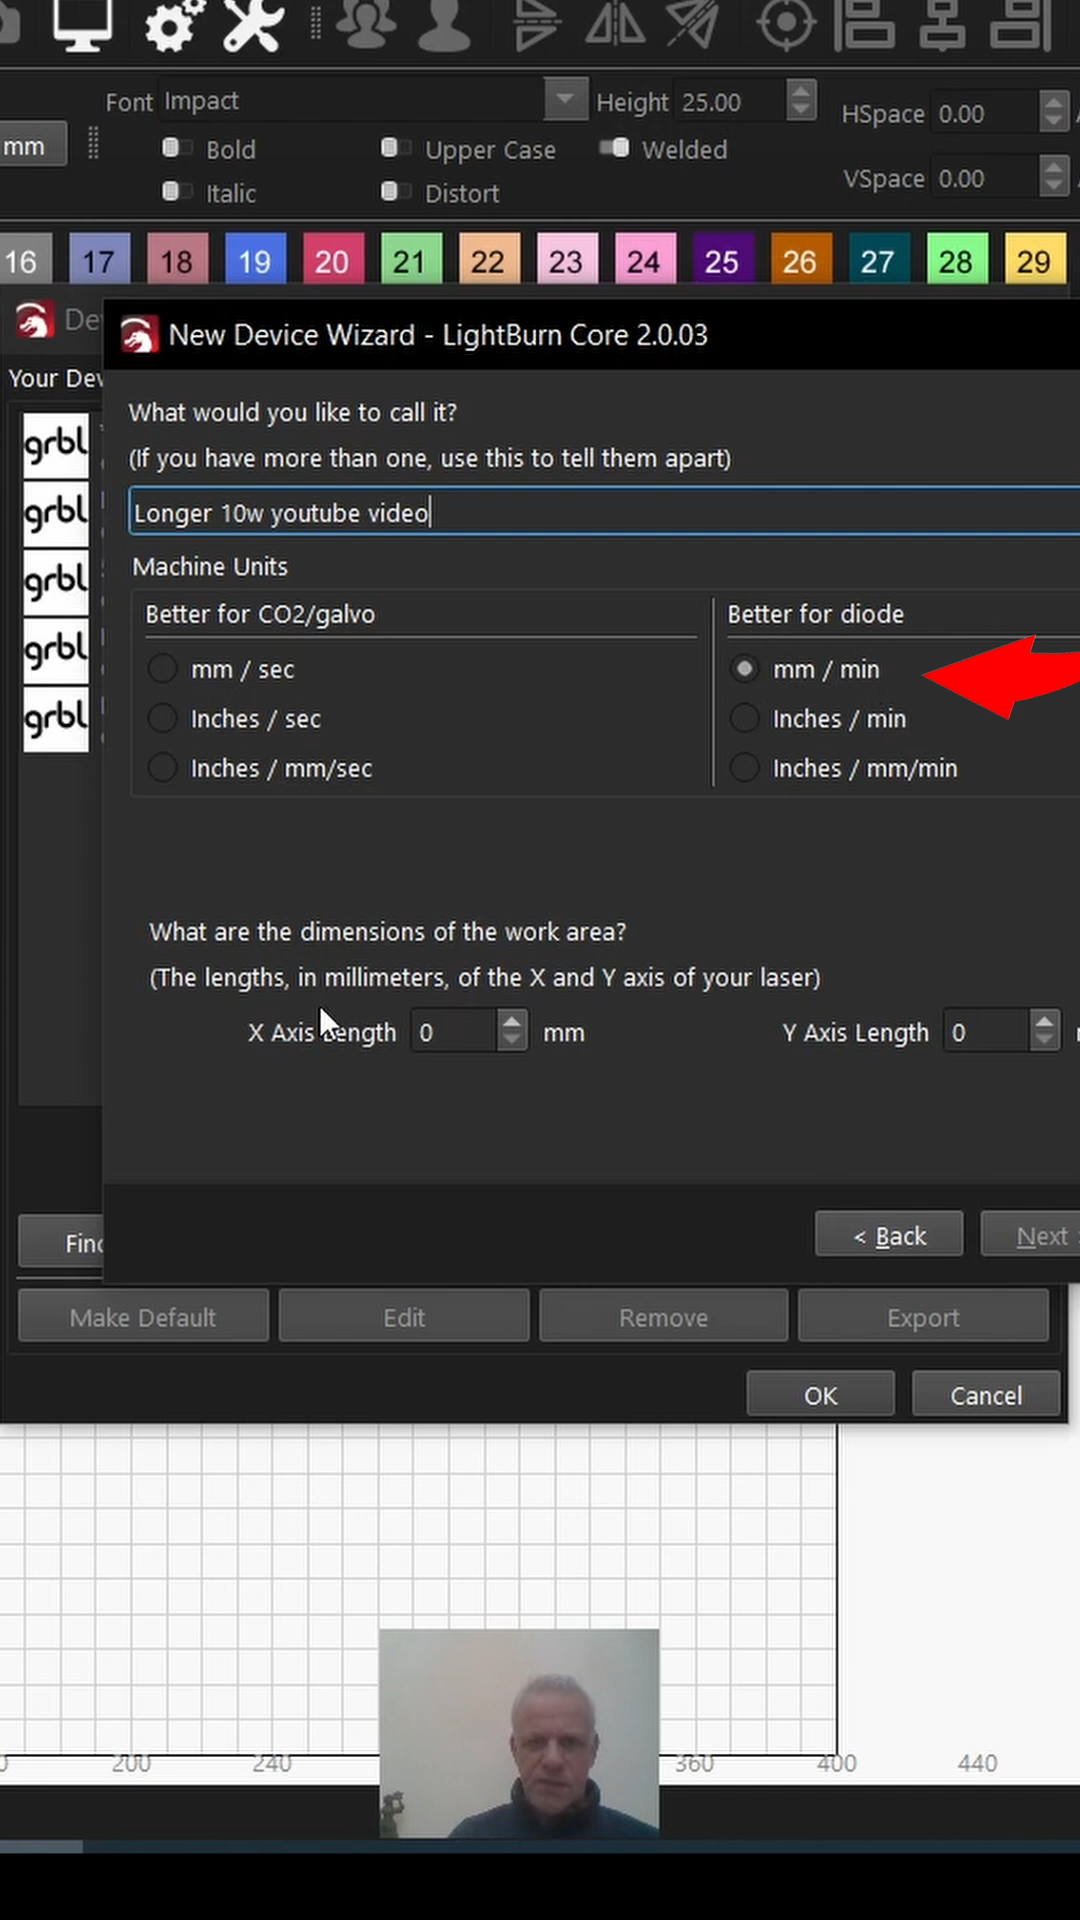 Font Impact Height 25.00 HSpace 0.00
mm Bold Upper Case Welded
Italic Distort VSpace 0.00
16 17 18 19 20 21 22 23 24 25 26 27 28 29
New Device Wizard - LightBurn Core 2.0.03
Your Dev
What would you like to call it?
(If you have more than one, use this to tell them apart)
grbl
grbl
grbl
grbl
grbl
Longer 10w youtube video
Machine Units
Better for CO2/galvo Better for diode
mm / sec mm / min
Inches / sec Inches / min
Inches / mm/sec Inches / mm/min
What are the dimensions of the work area?
(The lengths, in millimeters, of the X and Y axis of your laser)
X Axis Length 0 mm Y Axis Length 0
< Back Next
Find
Make Default Edit Remove Export
OK Cancel
200 240 360 400 440